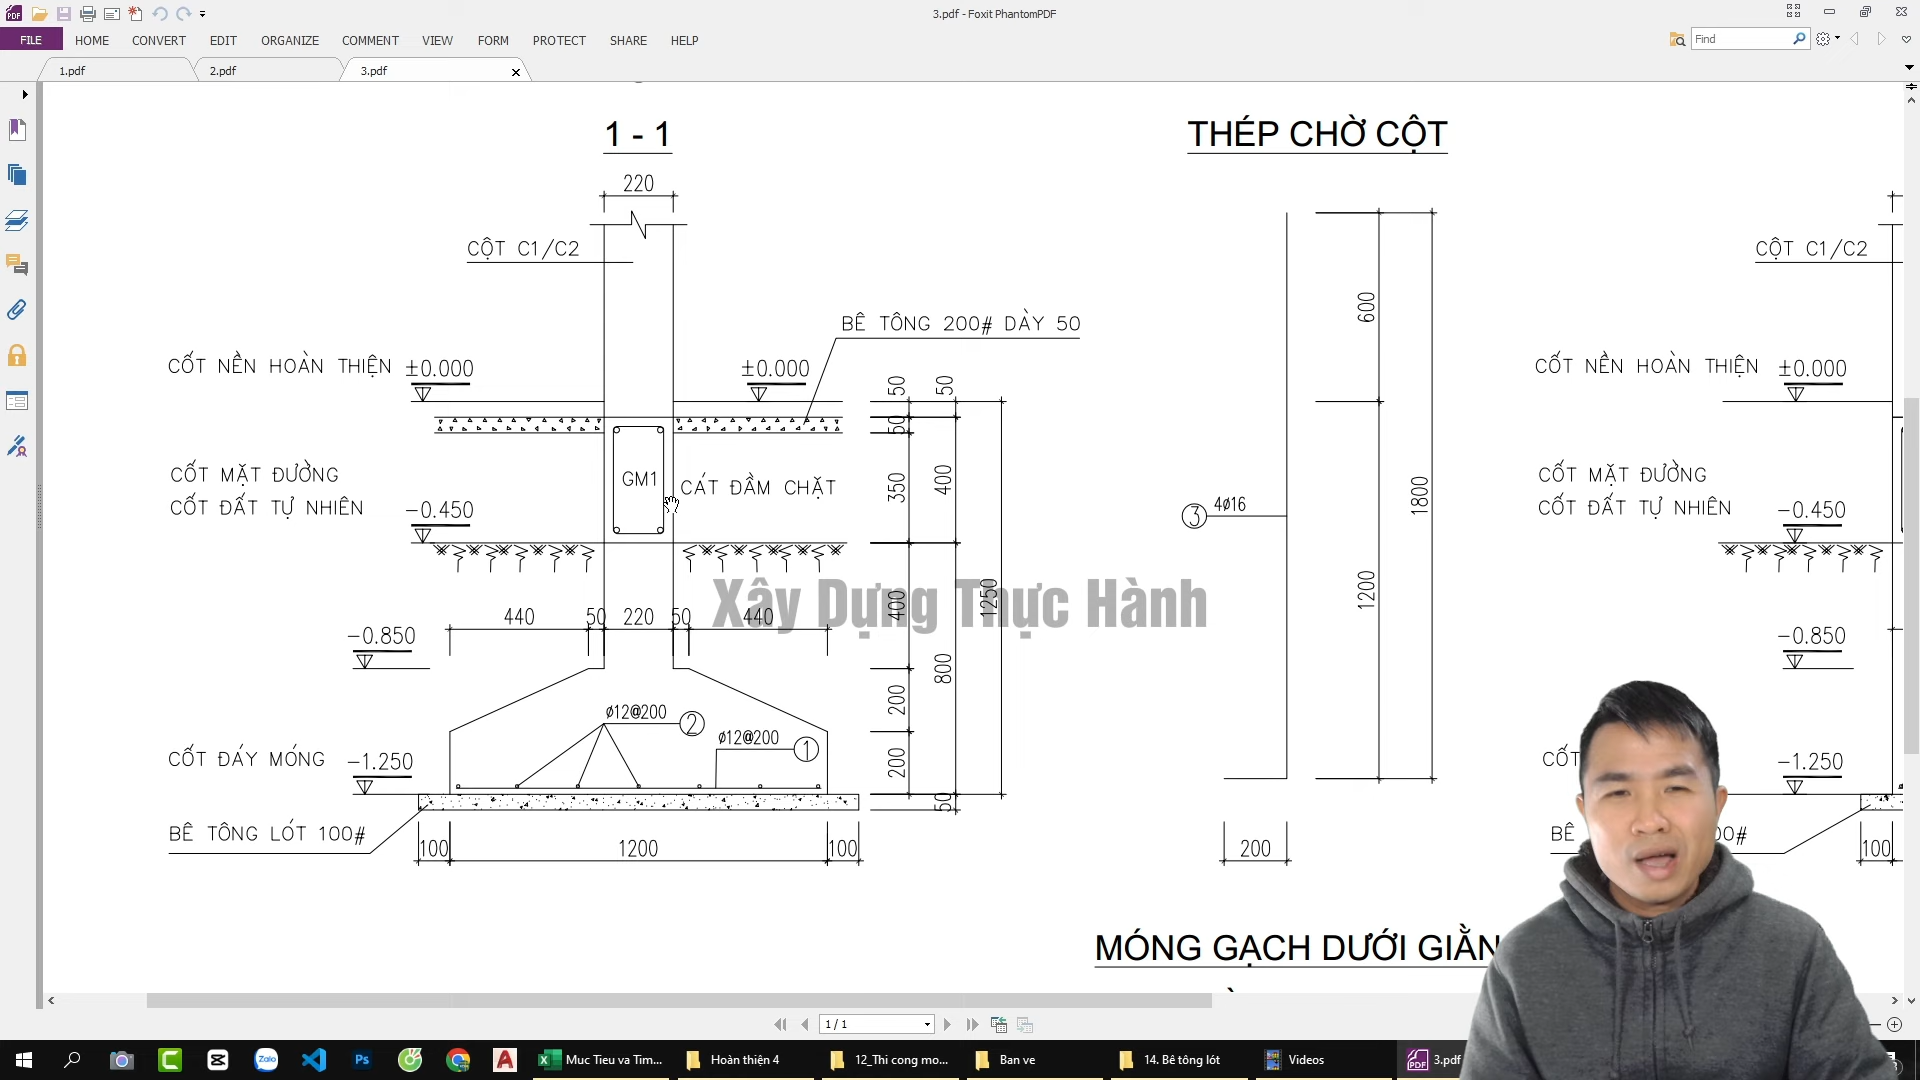 3.pdf - Foxit PhantomPDF
FILE HOME CONVERT EDIT ORGANIZE COMMENT VIEW FORM PROTECT SHARE HELP
Find
1.pdf 2.pdf 3.pdf
1 - 1
THÉP CHỜ CỘT
220
CỘT C1/C2
CỘT C1/C2
BÊ TÔNG 200# DÀY 50
600
CỐT NỀN HOÀN THIỆN ±0.000
±0.000
50 50
CỐT NỀN HOÀN THIỆN ±0.000
50
CỐT MẶT ĐƯỜNG
CỐT ĐẤT TỰ NHIÊN -0.450
GM1
CÁT ĐẦM CHẶT
350 400
3 4ø16
1800
CỐT MẶT ĐƯỜNG
CỐT ĐẤT TỰ NHIÊN -0.450
440 50 220 50 440
400 1250
1200
Xây Dựng Thực Hành
-0.850
-0.850
800
200
ø12@200 2
ø12@200 1
200
CỐT ĐÁY MÓNG -1.250
-1.250
50
BÊ TÔNG LÓT 100#
BÊ
100 1200 100
200
100
MÓNG GẠCH DƯỚI GIẰN
1 / 1
Muc Tieu va Tim... Hoàn thiện 4 12_Thi cong mo... Ban ve 14. Bê tông lót Videos 3.pdf